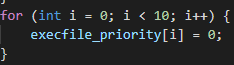 for (int i = 0; i < 10; i++) {
    execfile_priority[i] = 0;
}